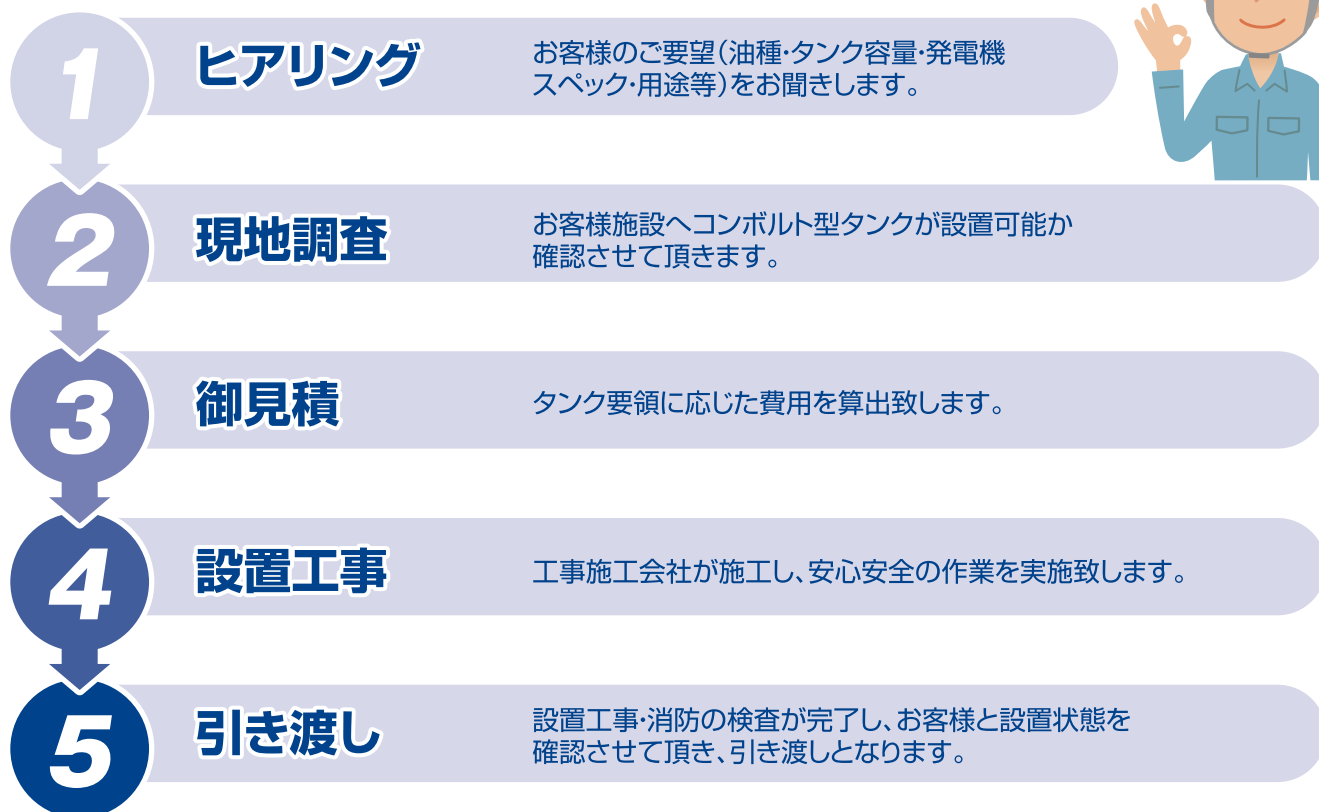 1
ヒアリング
お客様のご要望(油種・タンク容量・発電機
スペック・用途等)をお聞きします。
2
現地調査
お客様施設へコンボルト型タンクが設置可能か
確認させて頂きます。
3
御見積
タンク要領に応じた費用を算出致します。
4
設置工事
工事施工会社が施工し、安心安全の作業を実施致します。
5
引き渡し
設置工事・消防の検査が完了し、お客様と設置状態を
確認させて頂き、引き渡しとなります。